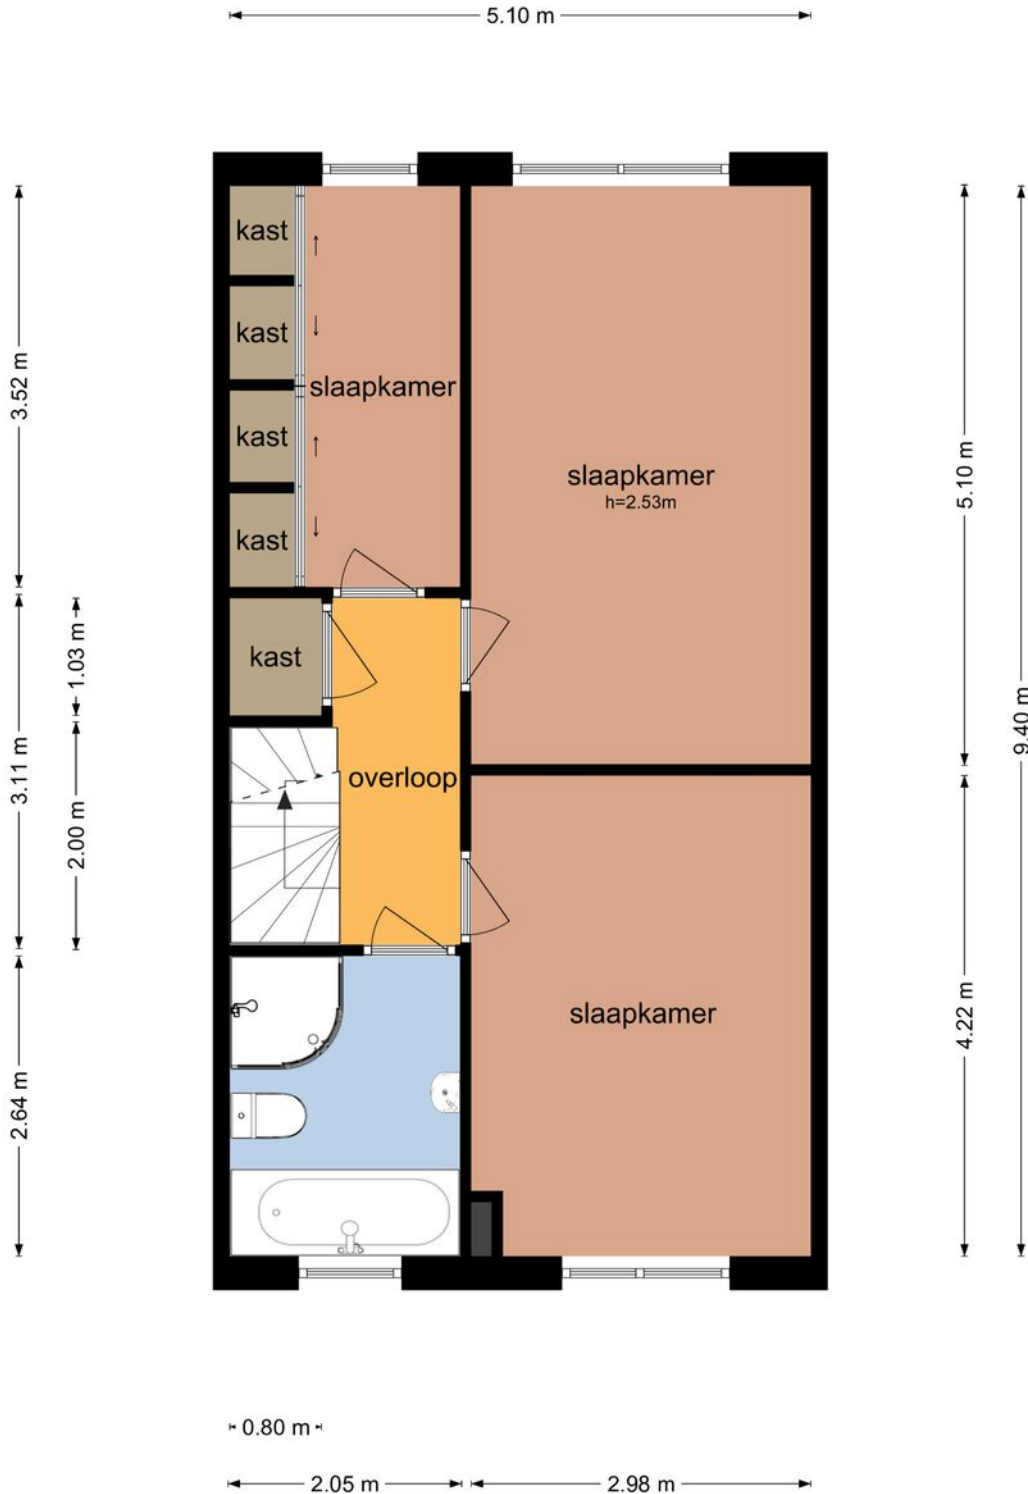 5.10 m
kast
kast
slaapkamer
kast
kast
slaapkamer
h=2.53m
kast
overloop
slaapkamer
3.52 m
3.11 m
1.03 m
2.00 m
2.64 m
5.10 m
4.22 m
9.40 m
0.80 m
2.05 m
2.98 m